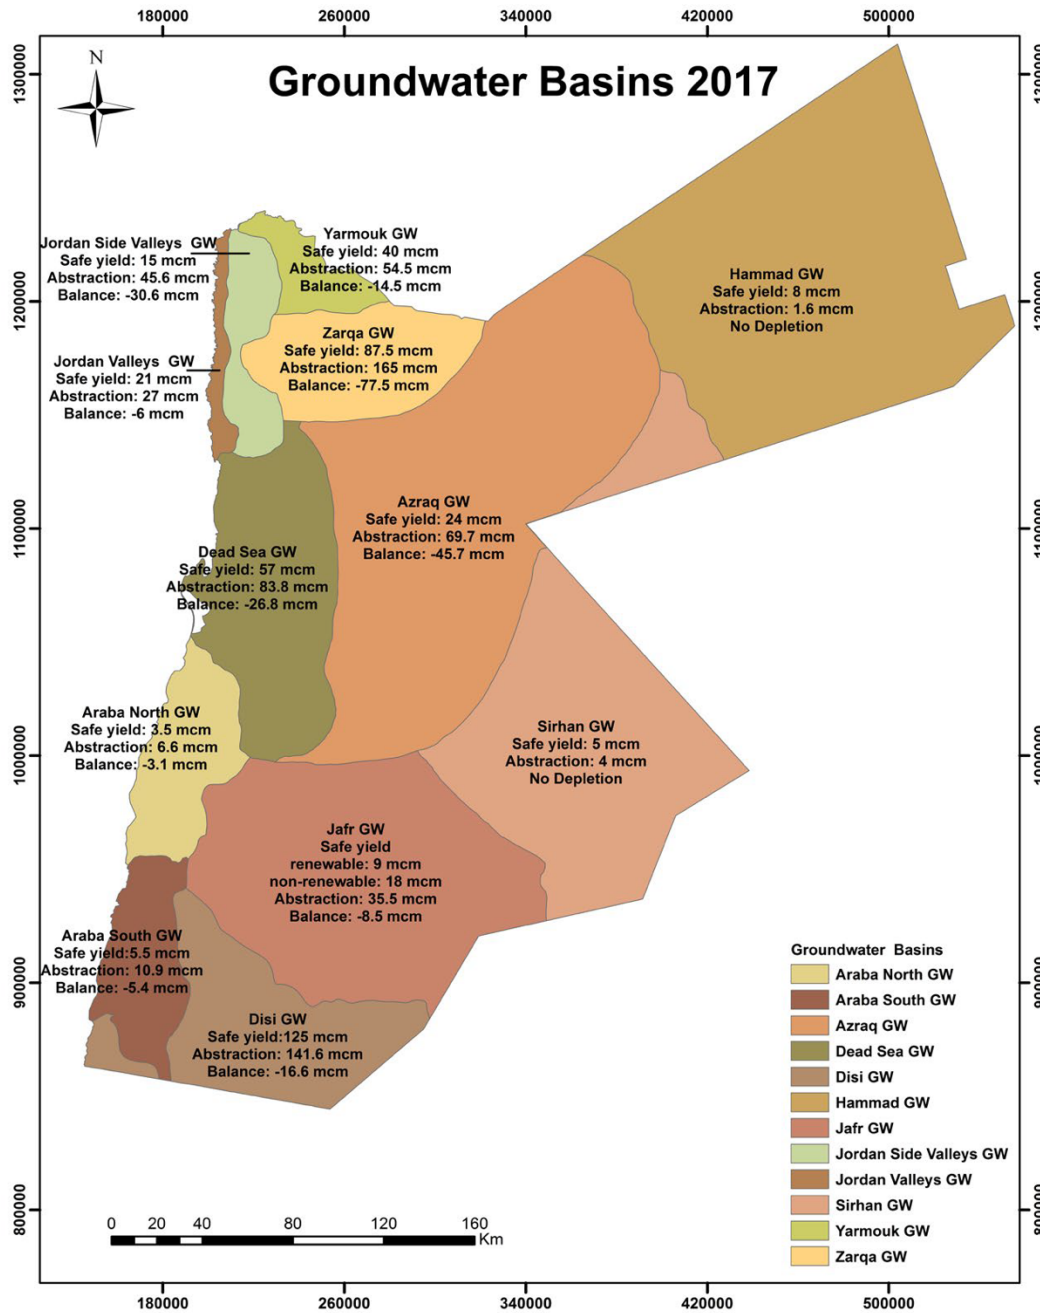 180000 260000 340000 420000 500000
Groundwater Basins 2017
N
1300000
1200000
1100000
1000000
900000
800000
1300000
1200000
1100000
1000000
900000
800000
Jordan Side Valleys GW
Safe yield: 15 mcm
Abstraction: 45.6 mcm
Balance: -30.6 mcm
Yarmouk GW
Safe yield: 40 mcm
Abstraction: 54.5 mcm
Balance: -14.5 mcm
Hammad GW
Safe yield: 8 mcm
Abstraction: 1.6 mcm
No Depletion
Zarqa GW
Safe yield: 87.5 mcm
Abstraction: 165 mcm
Balance: -77.5 mcm
Jordan Valleys GW
Safe yield: 21 mcm
Abstraction: 27 mcm
Balance: -6 mcm
Azraq GW
Safe yield: 24 mcm
Abstraction: 69.7 mcm
Balance: -45.7 mcm
Dead Sea GW
Safe yield: 57 mcm
Abstraction: 83.8 mcm
Balance: -26.8 mcm
Araba North GW
Safe yield: 3.5 mcm
Abstraction: 6.6 mcm
Balance: -3.1 mcm
Sirhan GW
Safe yield: 5 mcm
Abstraction: 4 mcm
No Depletion
Jafr GW
Safe yield
renewable: 9 mcm
non-renewable: 18 mcm
Abstraction: 35.5 mcm
Balance: -8.5 mcm
Araba South GW
Safe yield:5.5 mcm
Abstraction: 10.9 mcm
Balance: -5.4 mcm
Disi GW
Safe yield:125 mcm
Abstraction: 141.6 mcm
Balance: -16.6 mcm
Groundwater Basins
Araba North GW
Araba South GW
Azraq GW
Dead Sea GW
Disi GW
Hammad GW
Jafr GW
Jordan Side Valleys GW
Jordan Valleys GW
Sirhan GW
Yarmouk GW
Zarqa GW
0 20 40 80 120 160
Km
180000 260000 340000 420000 500000